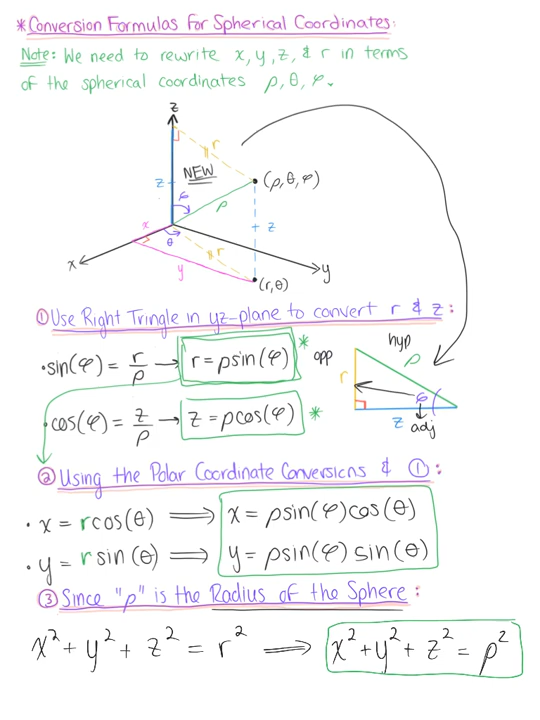 *Conversion Formulas For Spherical Coordinates:
Note: We need to rewrite x, y, z, & r in terms
of the spherical coordinates ρ, θ, φ.
z
r
NEW
z
φ
ρ
(ρ, θ, φ)
z
x
θ
r
x
y
y
(r, θ)
① Use Right Tringle in yz-plane to convert r & z:
•sin(φ) = r/ρ → r = ρsin(φ) *
opp
hyp
ρ
r
φ
z
adj
•cos(φ) = z/ρ → z = ρcos(φ) *
② Using the Polar Coordinate Conversions & ①:
• x = rcos(θ) ⟹ x = ρsin(φ)cos(θ)
• y = rsin(θ) ⟹ y = ρsin(φ)sin(θ)
③ Since "ρ" is the Radius of the Sphere:
x² + y² + z² = r² ⟹ x² + y² + z² = ρ²